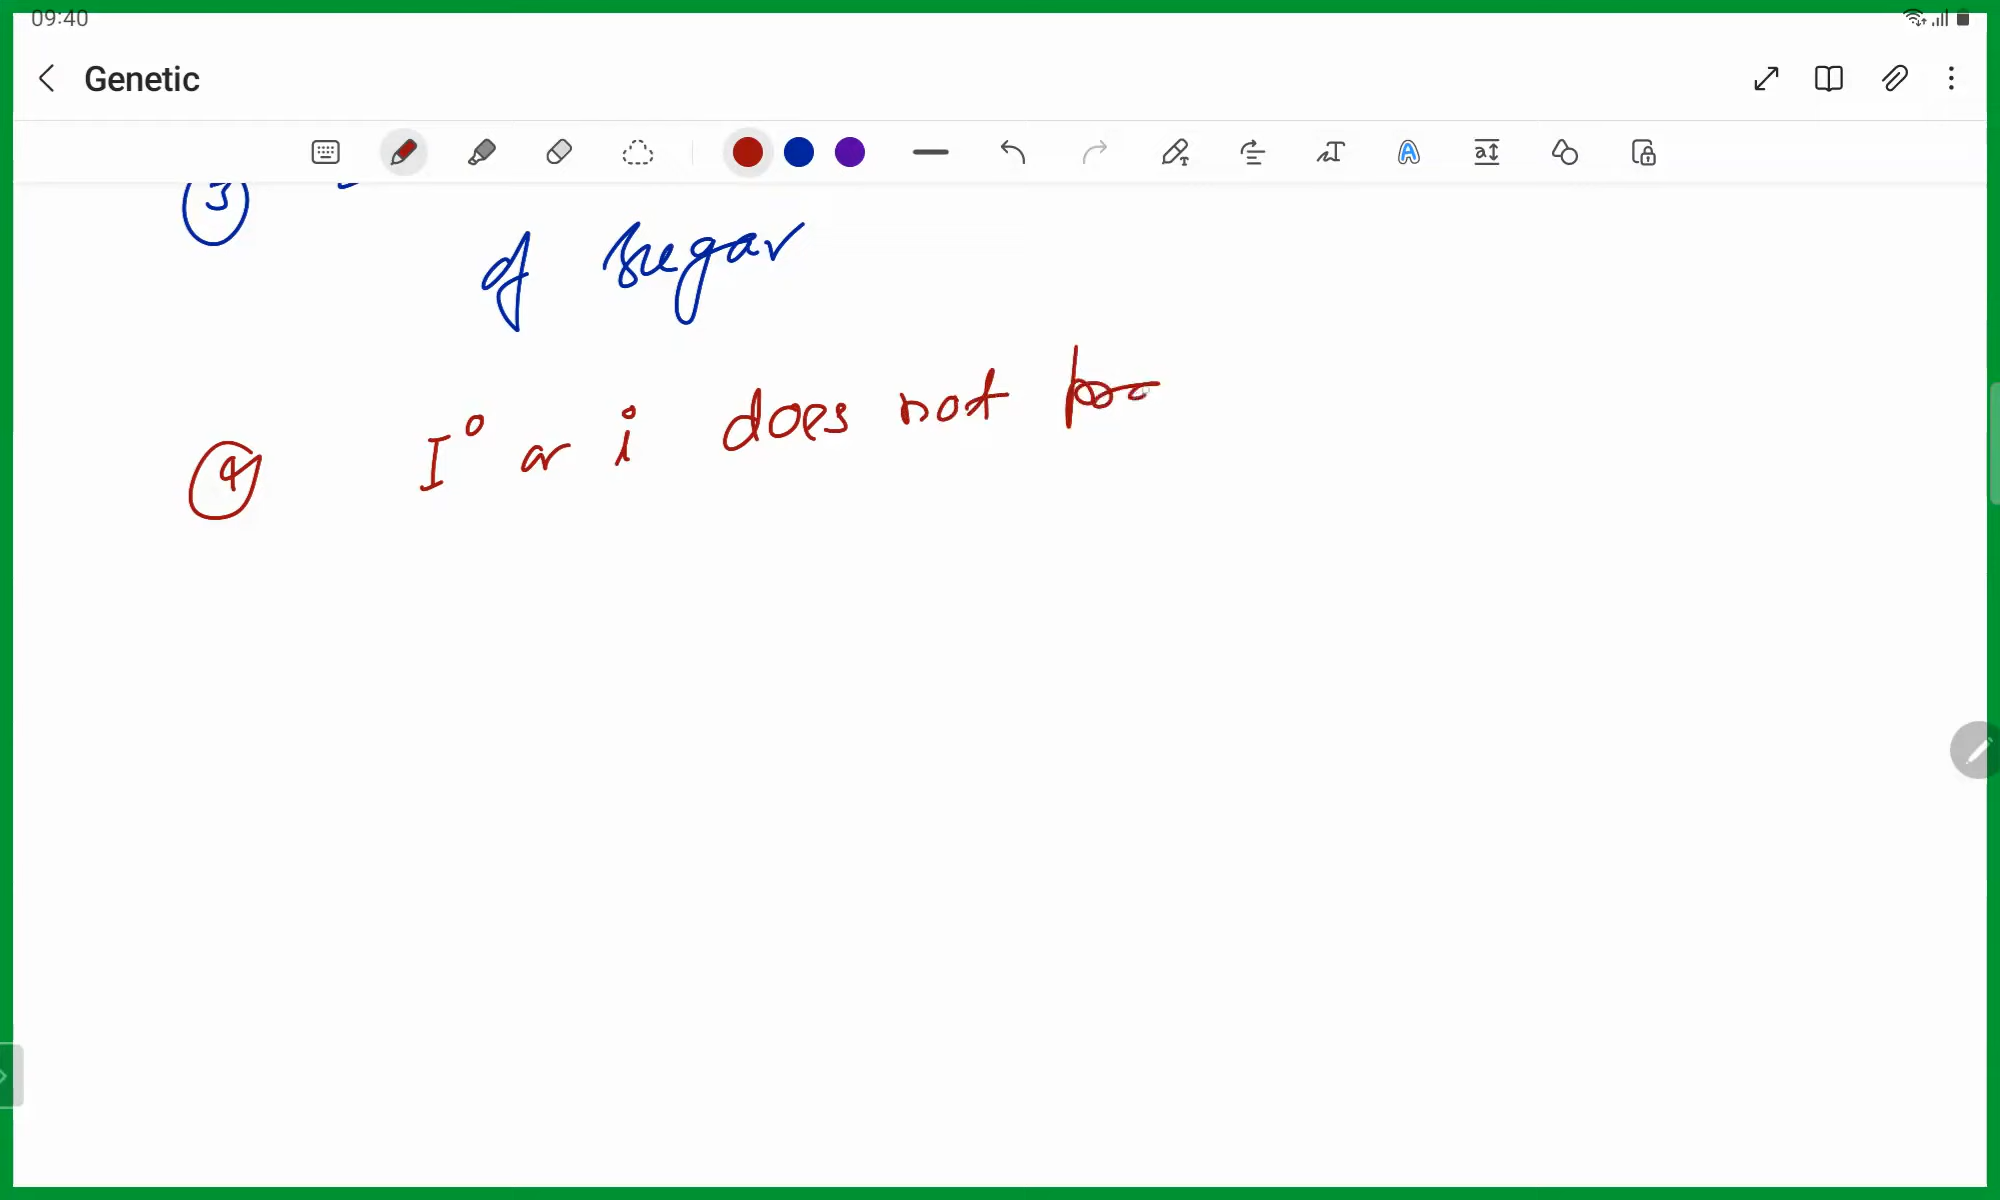 09:40
Genetic
3
of sugar
4 I° or i does not